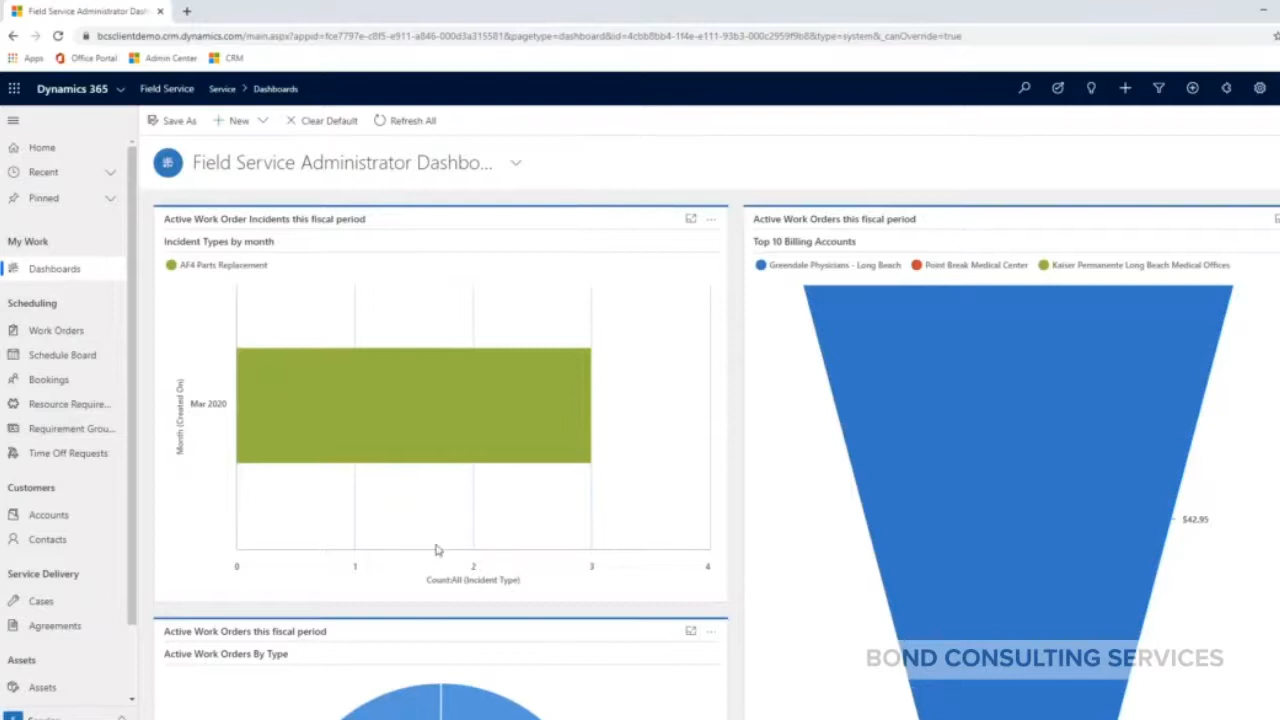 Field Service Administrator Dash
bcsclientdemo.crm.dynamics.com/main.aspx?appid=fce7797e-c8f5-e911-a846-000d3a315581&pagetype=dashboard&id=4cbb8bb4-1f4e-e111-93b3-000c2959f9b8&type=system&_canOverride=true
Apps Office Portal Admin Center CRM
Dynamics 365 Field Service Service > Dashboards
Save As New Clear Default Refresh All
Field Service Administrator Dashbo...
Home
Recent
Pinned
My Work
Dashboards
Scheduling
Work Orders
Schedule Board
Bookings
Resource Require...
Requirement Grou...
Time Off Requests
Customers
Accounts
Contacts
Service Delivery
Cases
Agreements
Assets
Assets
Active Work Order Incidents this fiscal period
Incident Types by month
AF4 Parts Replacement
Month (Created On)
Mar 2020
0 1 2 3 4
Count:All (Incident Type)
Active Work Orders this fiscal period
Active Work Orders By Type
Active Work Orders this fiscal period
Top 10 Billing Accounts
Greendale Physicians - Long Beach Point Break Medical Center Kaiser Permanente Long Beach Medical Offices
$42.95
BOND CONSULTING SERVICES